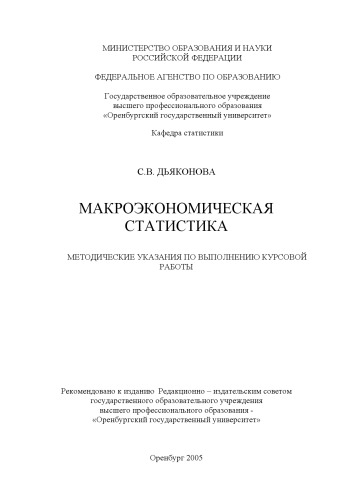 МИНИСТЕРСТВО ОБРАЗОВАНИЯ И НАУКИ
РОССИЙСКОЙ ФЕДЕРАЦИИ
ФЕДЕРАЛЬНОЕ АГЕНСТВО ПО ОБРАЗОВАНИЮ
Государственное образовательное учреждение
высшего профессионального образования
«Оренбургский государственный университет»
Кафедра статистики
С.В. ДЬЯКОНОВА
МАКРОЭКОНОМИЧЕСКАЯ
СТАТИСТИКА
МЕТОДИЧЕСКИЕ УКАЗАНИЯ ПО ВЫПОЛНЕНИЮ КУРСОВОЙ
РАБОТЫ
Рекомендовано к изданию Редакционно – издательским советом
государственного образовательного учреждения
высшего профессионального образования -
«Оренбургский государственный университет»
Оренбург 2005